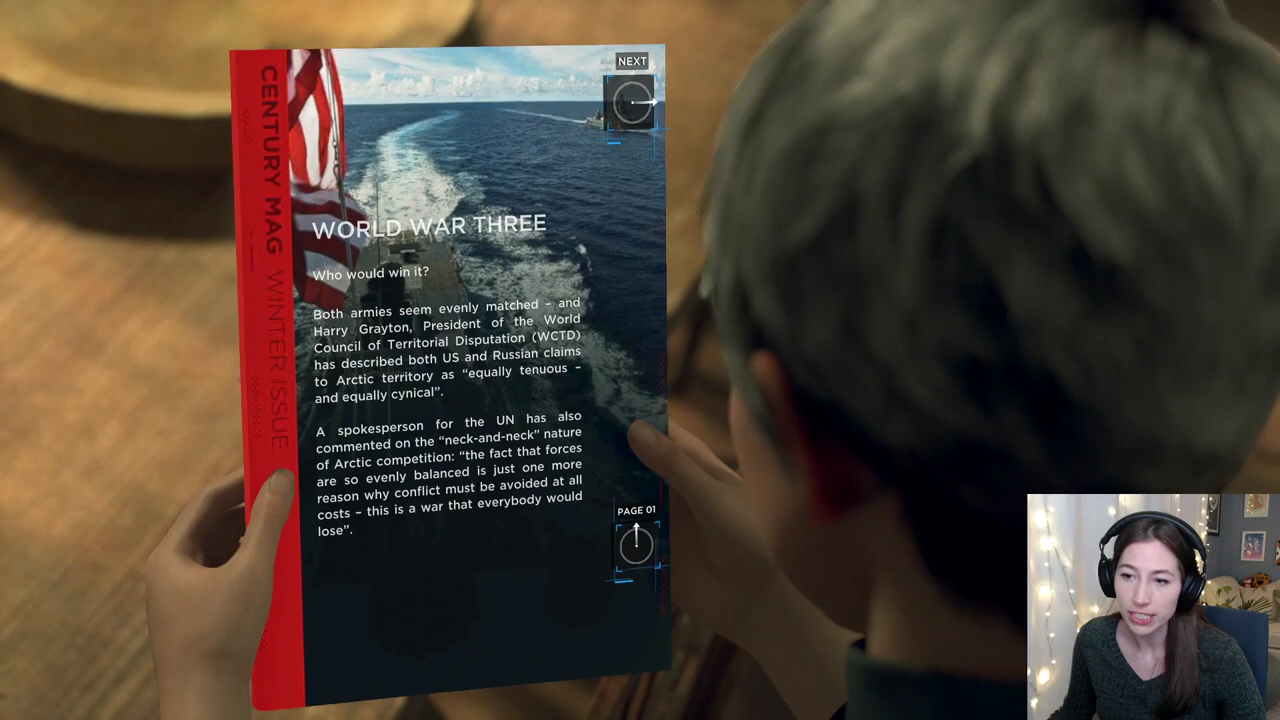 CENTURY MAG WINTER ISSUE
NEXT
WORLD WAR THREE
Who would win it?
Both armies seem evenly matched – and
Harry Grayton, President of the World
Council of Territorial Disputation (WCTD)
has described both US and Russian claims
to Arctic territory as “equally tenuous –
and equally cynical”.
A spokesperson for the UN has also
commented on the “neck-and-neck” nature
of Arctic competition: “the fact that forces
are so evenly balanced is just one more
reason why conflict must be avoided at all
costs – this is a war that everybody would
lose”.
PAGE 01